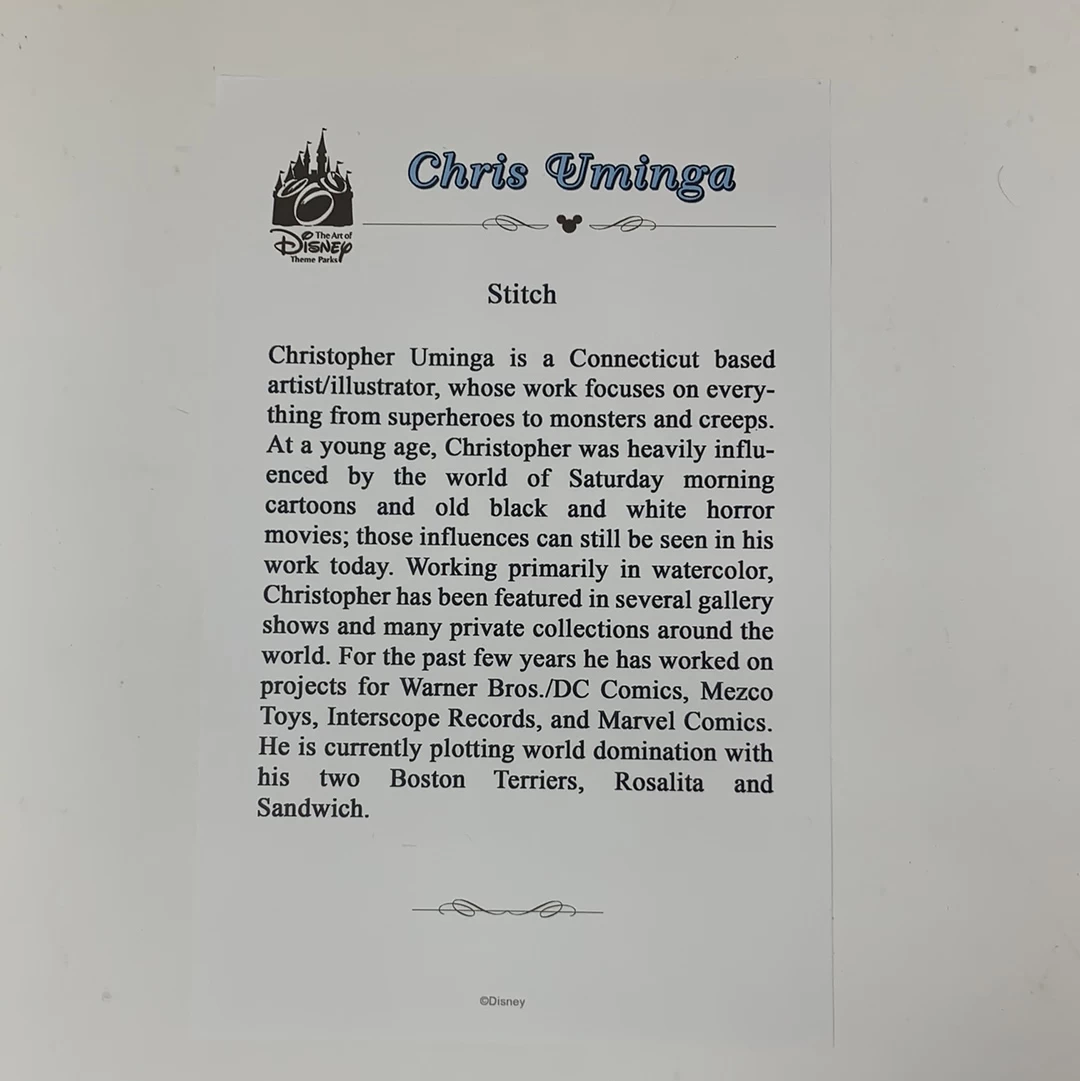 Chris Uminga
The Art of
Disney
Theme Parks
Stitch
Christopher Uminga is a Connecticut based
artist/illustrator, whose work focuses on every-
thing from superheroes to monsters and creeps.
At a young age, Christopher was heavily influ-
enced by the world of Saturday morning
cartoons and old black and white horror
movies; those influences can still be seen in his
work today. Working primarily in watercolor,
Christopher has been featured in several gallery
shows and many private collections around the
world. For the past few years he has worked on
projects for Warner Bros./DC Comics, Mezco
Toys, Interscope Records, and Marvel Comics.
He is currently plotting world domination with
his two Boston Terriers, Rosalita and
Sandwich.
©Disney